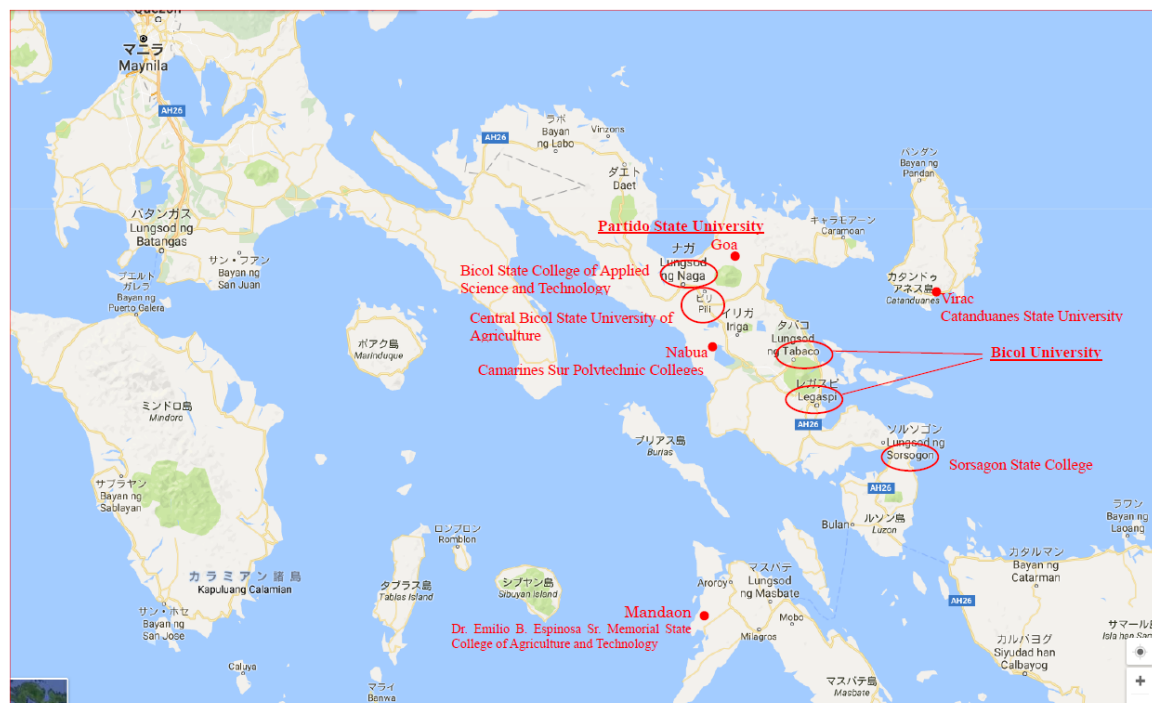 Quezon
マニラ
Maynila
AH26
AH26
ラボ
Bayan
ng Labo
Vinzons
ダエト
Daet
パンダン
Bayan ng
Pandan
バタンガス
Lungsod ng
Batangas
サン・フアン
Bayan ng
San Juan
プエルト
ガレラ
Bayan ng
Puerto Galera
Partido State University
ナガ
Lungsod
ng Naga
Goa
キャラモアーン
Caramoan
Bicol State College of Applied
Science and Technology
ピリ
Pili
カタンドゥ
アネス島
Catanduanes
Virac
Catanduanes State University
Central Bicol State University of
Agriculture
イリガ
Iriga
タバコ
Lungsod
ng Tabaco
Bicol University
ボアク島
Marinduque
Nabua
Camarines Sur Polytechnic Colleges
レガスピ
Legaspi
AH26
ミンドロ島
Mindoro
ブリアス島
Burias
ソルソゴン
Lungsod ng
Sorsogon
Sorsagon State College
AH26
サブラヤン
Bayan ng
Sablayan
ロンブロン
Romblon
Bulan
ルソン島
Luzon
ラワン
Bayan ng
Laoang
カラミアン諸島
Kapuluang Calamian
タブラス島
Tablas Island
シブヤン島
Sibuyan Island
Aroroy
マスバテ
Lungsod
ng Masbate
カタルマン
Bayan ng
Catarman
AH26
サン・ホセ
Bayan ng
San Jose
Mandaon
Dr. Emilio B. Espinosa Sr. Memorial State
College of Agriculture and Technology
Mobo
Milagros
サマール島
Isla han Sam
カルバヨグ
Siyudad han
Calbayog
Caluya
マライ
Banwa
マスバテ島
Masbate